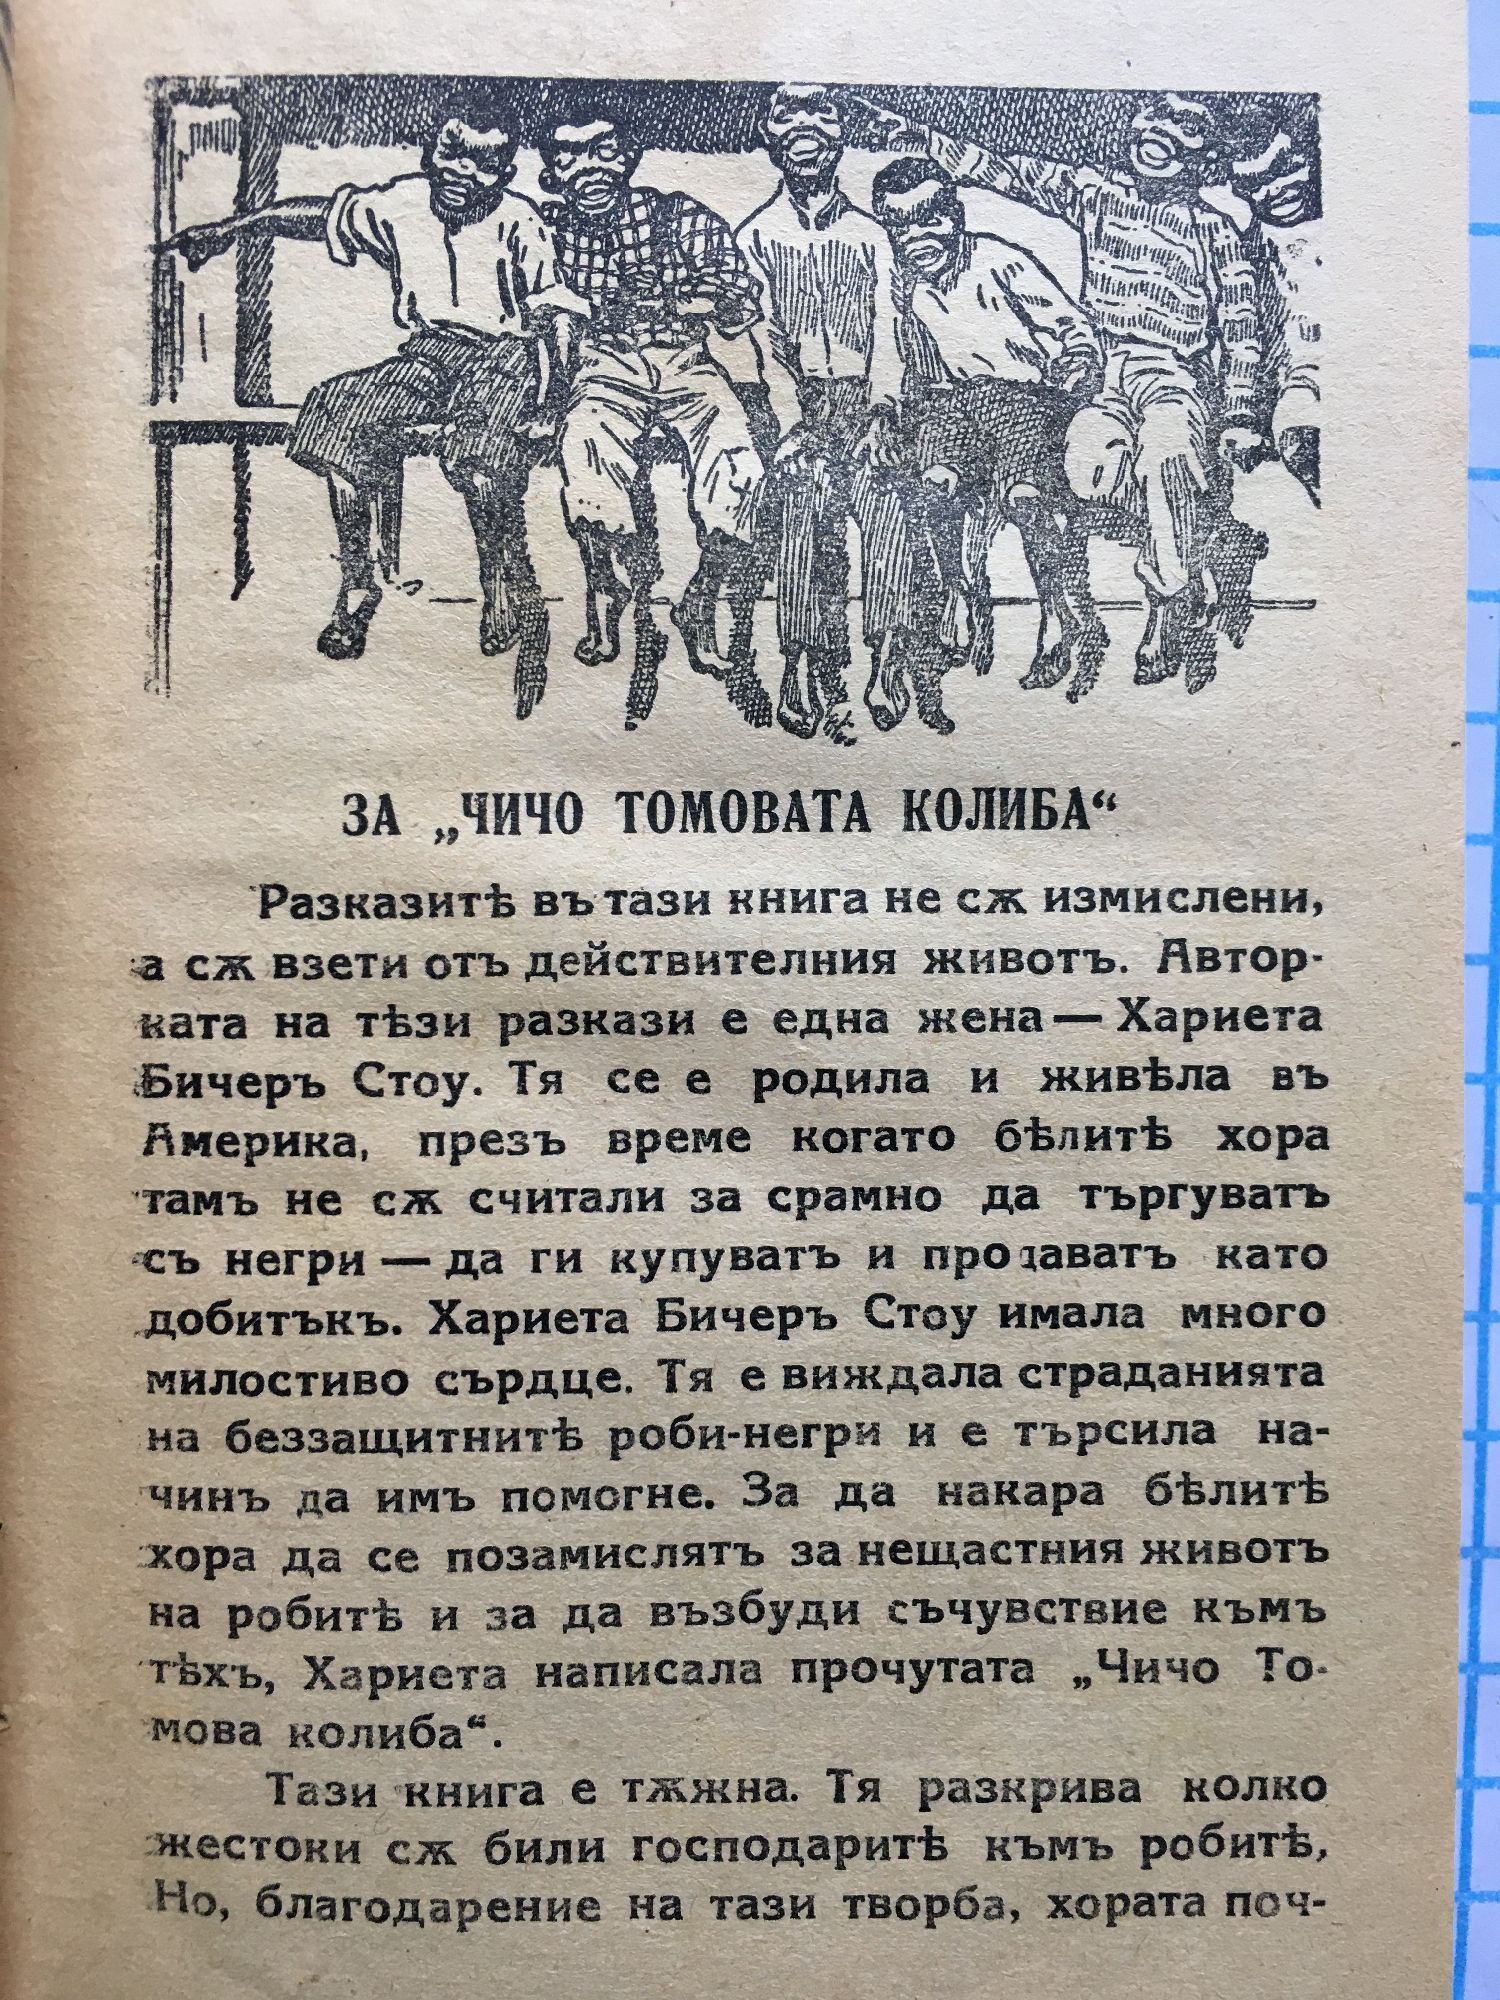 ЗА „ЧИЧО ТОМОВАТА КОЛИБА“
Разказитѣ въ тази книга не сѫ измислени,
а сѫ взети отъ действителния животъ. Автор-
ката на тѣзи разкази е една жена — Хариета
Бичеръ Стоу. Тя се е родила и живѣла въ
Америка, презъ време когато бѣлитѣ хора
тамъ не сѫ считали за срамно да търгуватъ
съ негри — да ги купуватъ и продаватъ като
добитъкъ. Хариета Бичеръ Стоу имала много
милостиво сърдце. Тя е виждала страданията
на беззащитнитѣ роби-негри и е търсила на-
чинъ да имъ помогне. За да накара бѣлитѣ
хора да се позамислятъ за нещастния животъ
на робитѣ и за да възбуди съчувствие къмъ
тѣхъ, Хариета написала прочутата „Чичо То-
мова колиба“.
Тази книга е тѫжна. Тя разкрива колко
жестоки сѫ били господаритѣ къмъ робитѣ,
Но, благодарение на тази творба, хората поч-